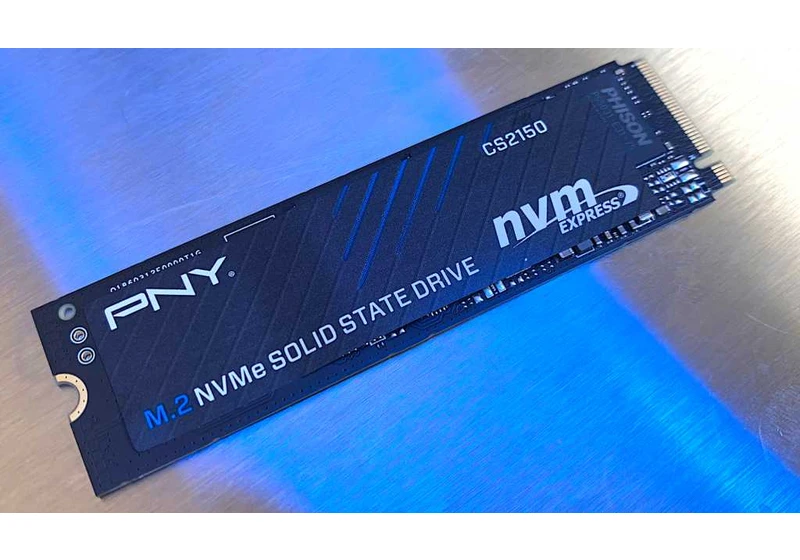 PHISON
CS2150
nvm
EXPRESS®
PNY®
M.2 NVMe SOLID STATE DRIVE